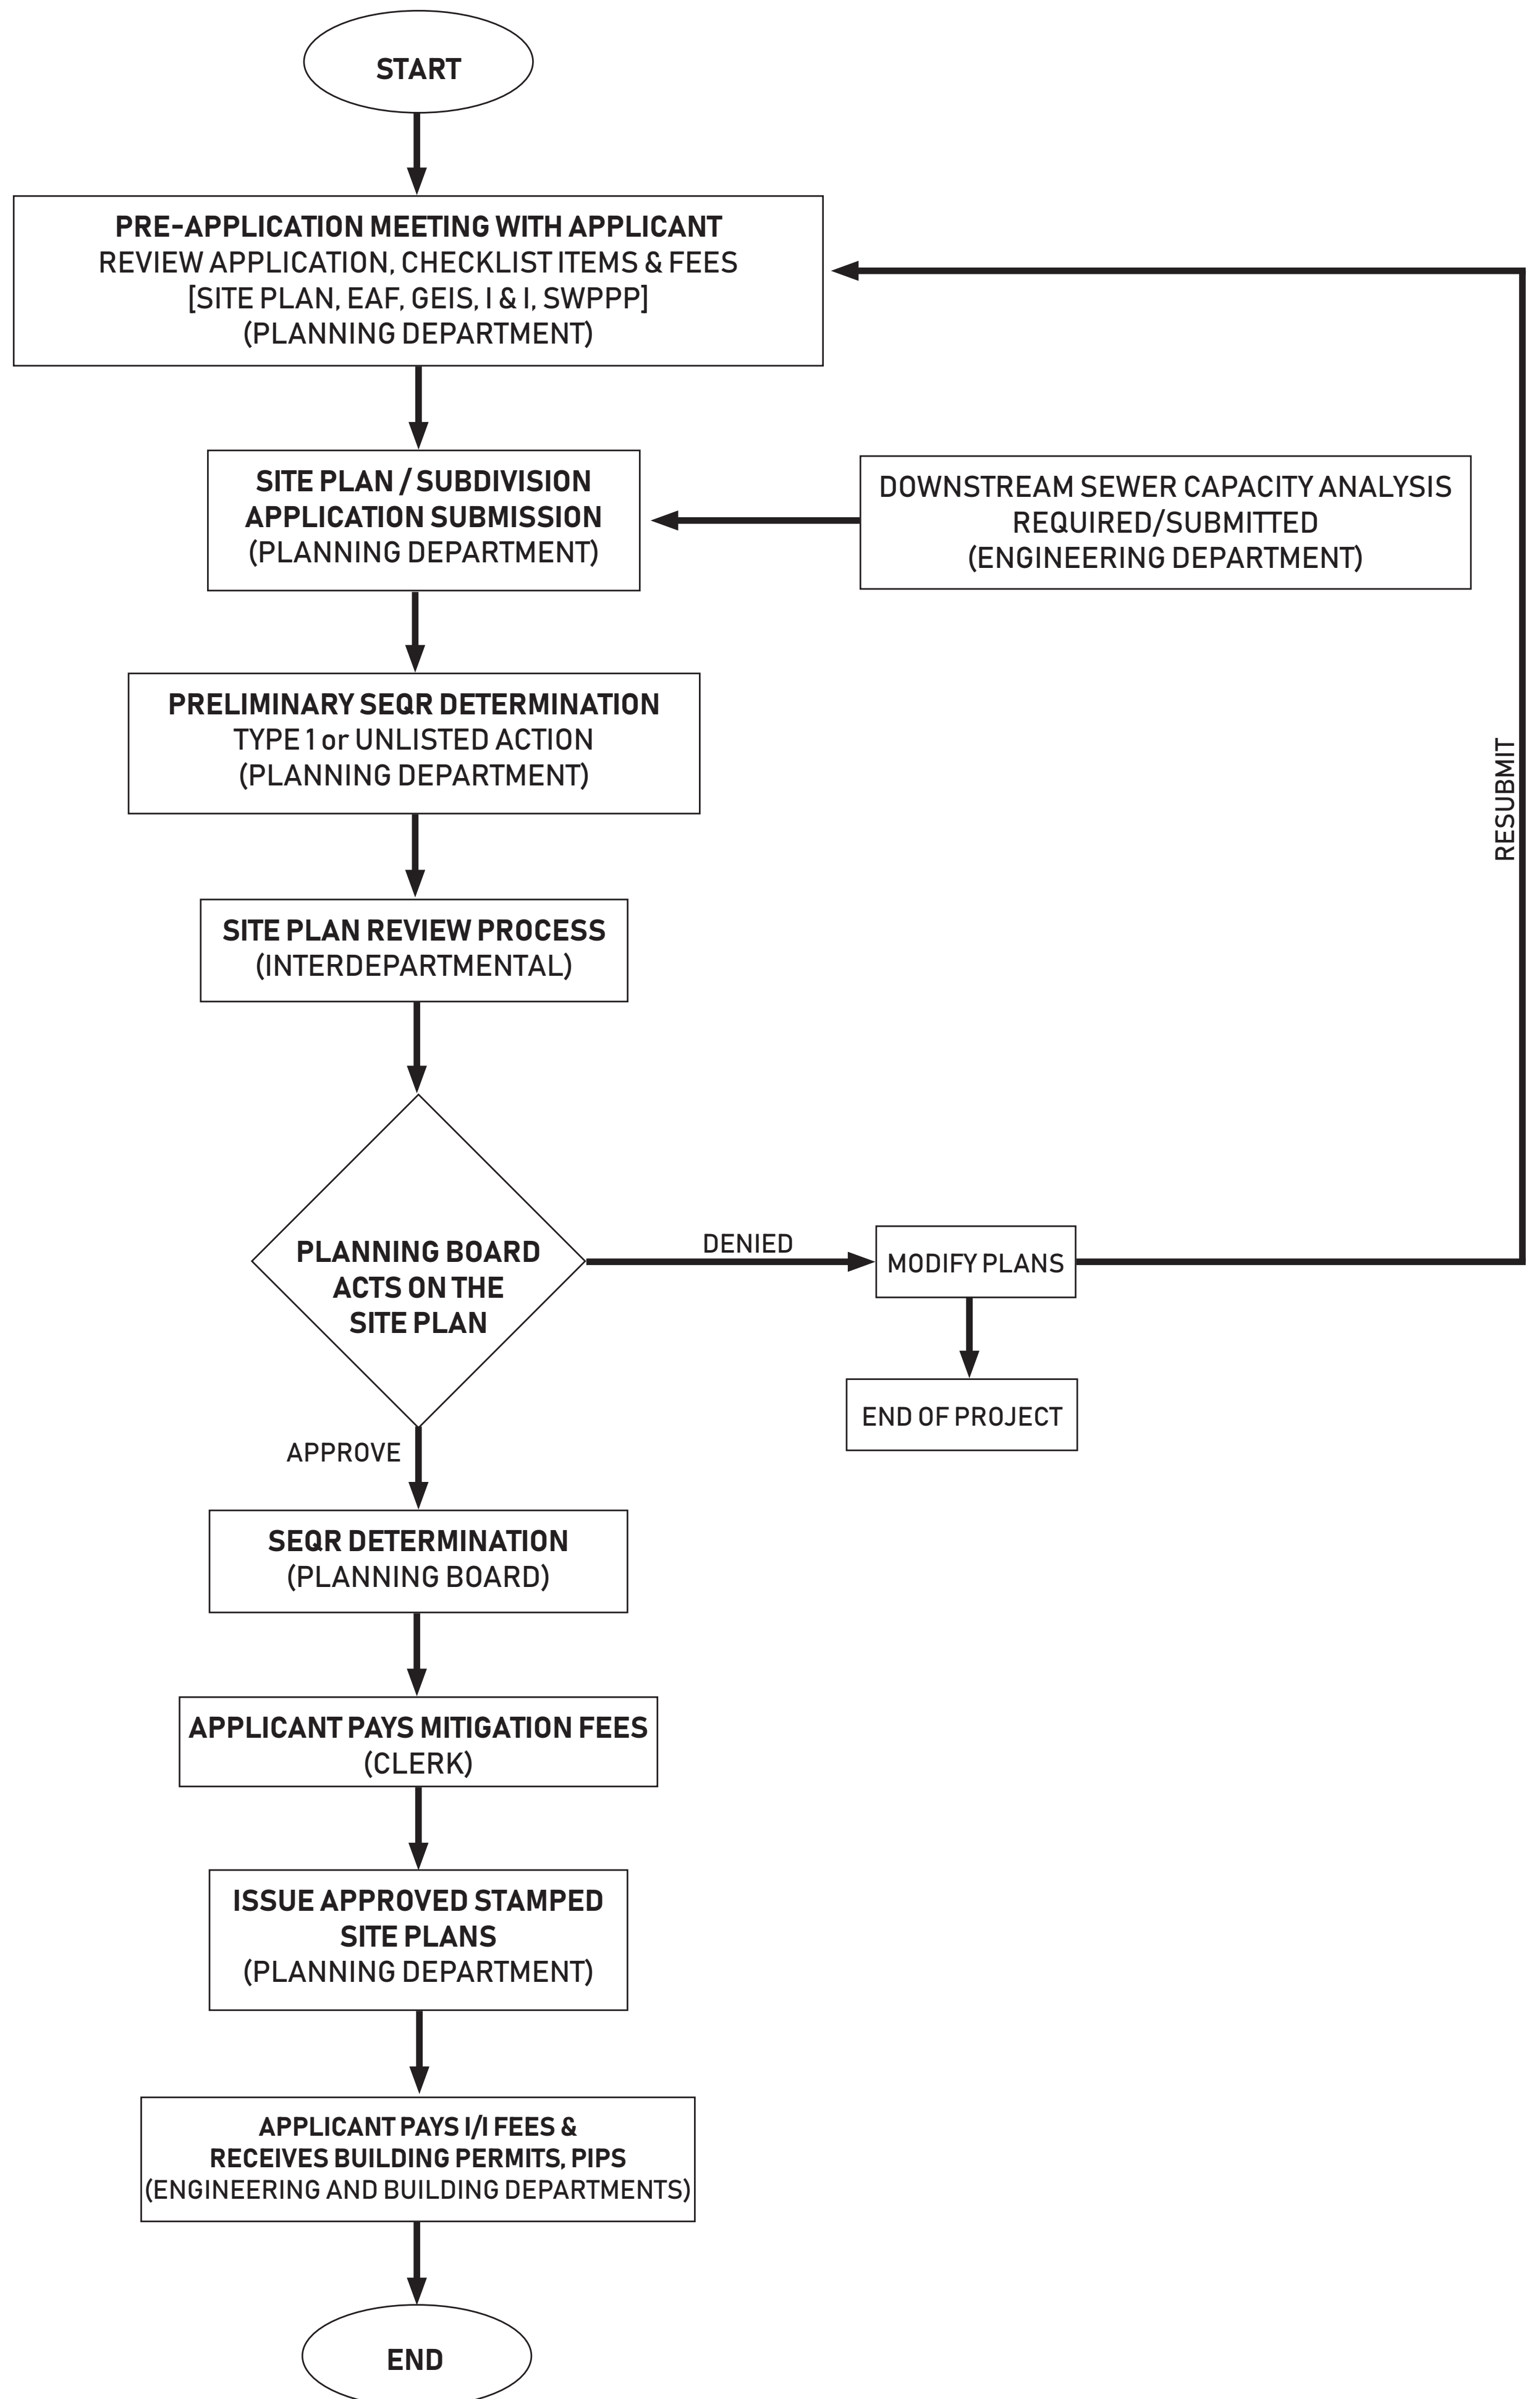 START
PRE-APPLICATION MEETING WITH APPLICANT
REVIEW APPLICATION, CHECKLIST ITEMS & FEES
[SITE PLAN, EAF, GEIS, I & I, SWPPP]
(PLANNING DEPARTMENT)
SITE PLAN / SUBDIVISION
APPLICATION SUBMISSION
(PLANNING DEPARTMENT)
DOWNSTREAM SEWER CAPACITY ANALYSIS
REQUIRED/SUBMITTED
(ENGINEERING DEPARTMENT)
PRELIMINARY SEQR DETERMINATION
TYPE 1 or UNLISTED ACTION
(PLANNING DEPARTMENT)
RESUBMIT
SITE PLAN REVIEW PROCESS
(INTERDEPARTMENTAL)
PLANNING BOARD
ACTS ON THE
SITE PLAN
DENIED
MODIFY PLANS
END OF PROJECT
APPROVE
SEQR DETERMINATION
(PLANNING BOARD)
APPLICANT PAYS MITIGATION FEES
(CLERK)
ISSUE APPROVED STAMPED
SITE PLANS
(PLANNING DEPARTMENT)
APPLICANT PAYS I/I FEES &
RECEIVES BUILDING PERMITS, PIPS
(ENGINEERING AND BUILDING DEPARTMENTS)
END